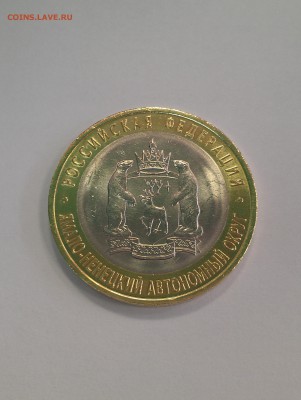 COINS.LAVE.RU
РОССИЙСКАЯ ФЕДЕРАЦИЯ
ЯМАЛО-НЕНЕЦКИЙ АВТОНОМНЫЙ ОКРУГ